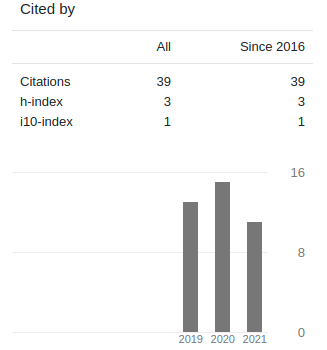 Cited by
All Since 2016
Citations 39 39
h-index 3 3
i10-index 1 1
16
8
0
2019 2020 2021